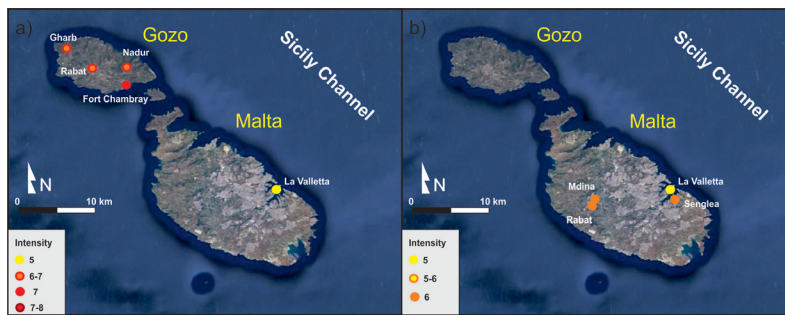 a)
Gozo
Gharb
Nadur
Rabat
Fort Chambray
Sicily Channel
Malta
La Valletta
N
0 10 km
Intensity
5
6-7
7
7-8
b)
Gozo
Sicily Channel
Malta
La Valletta
Mdina
Senglea
Rabat
N
0 10 km
Intensity
5
5-6
6